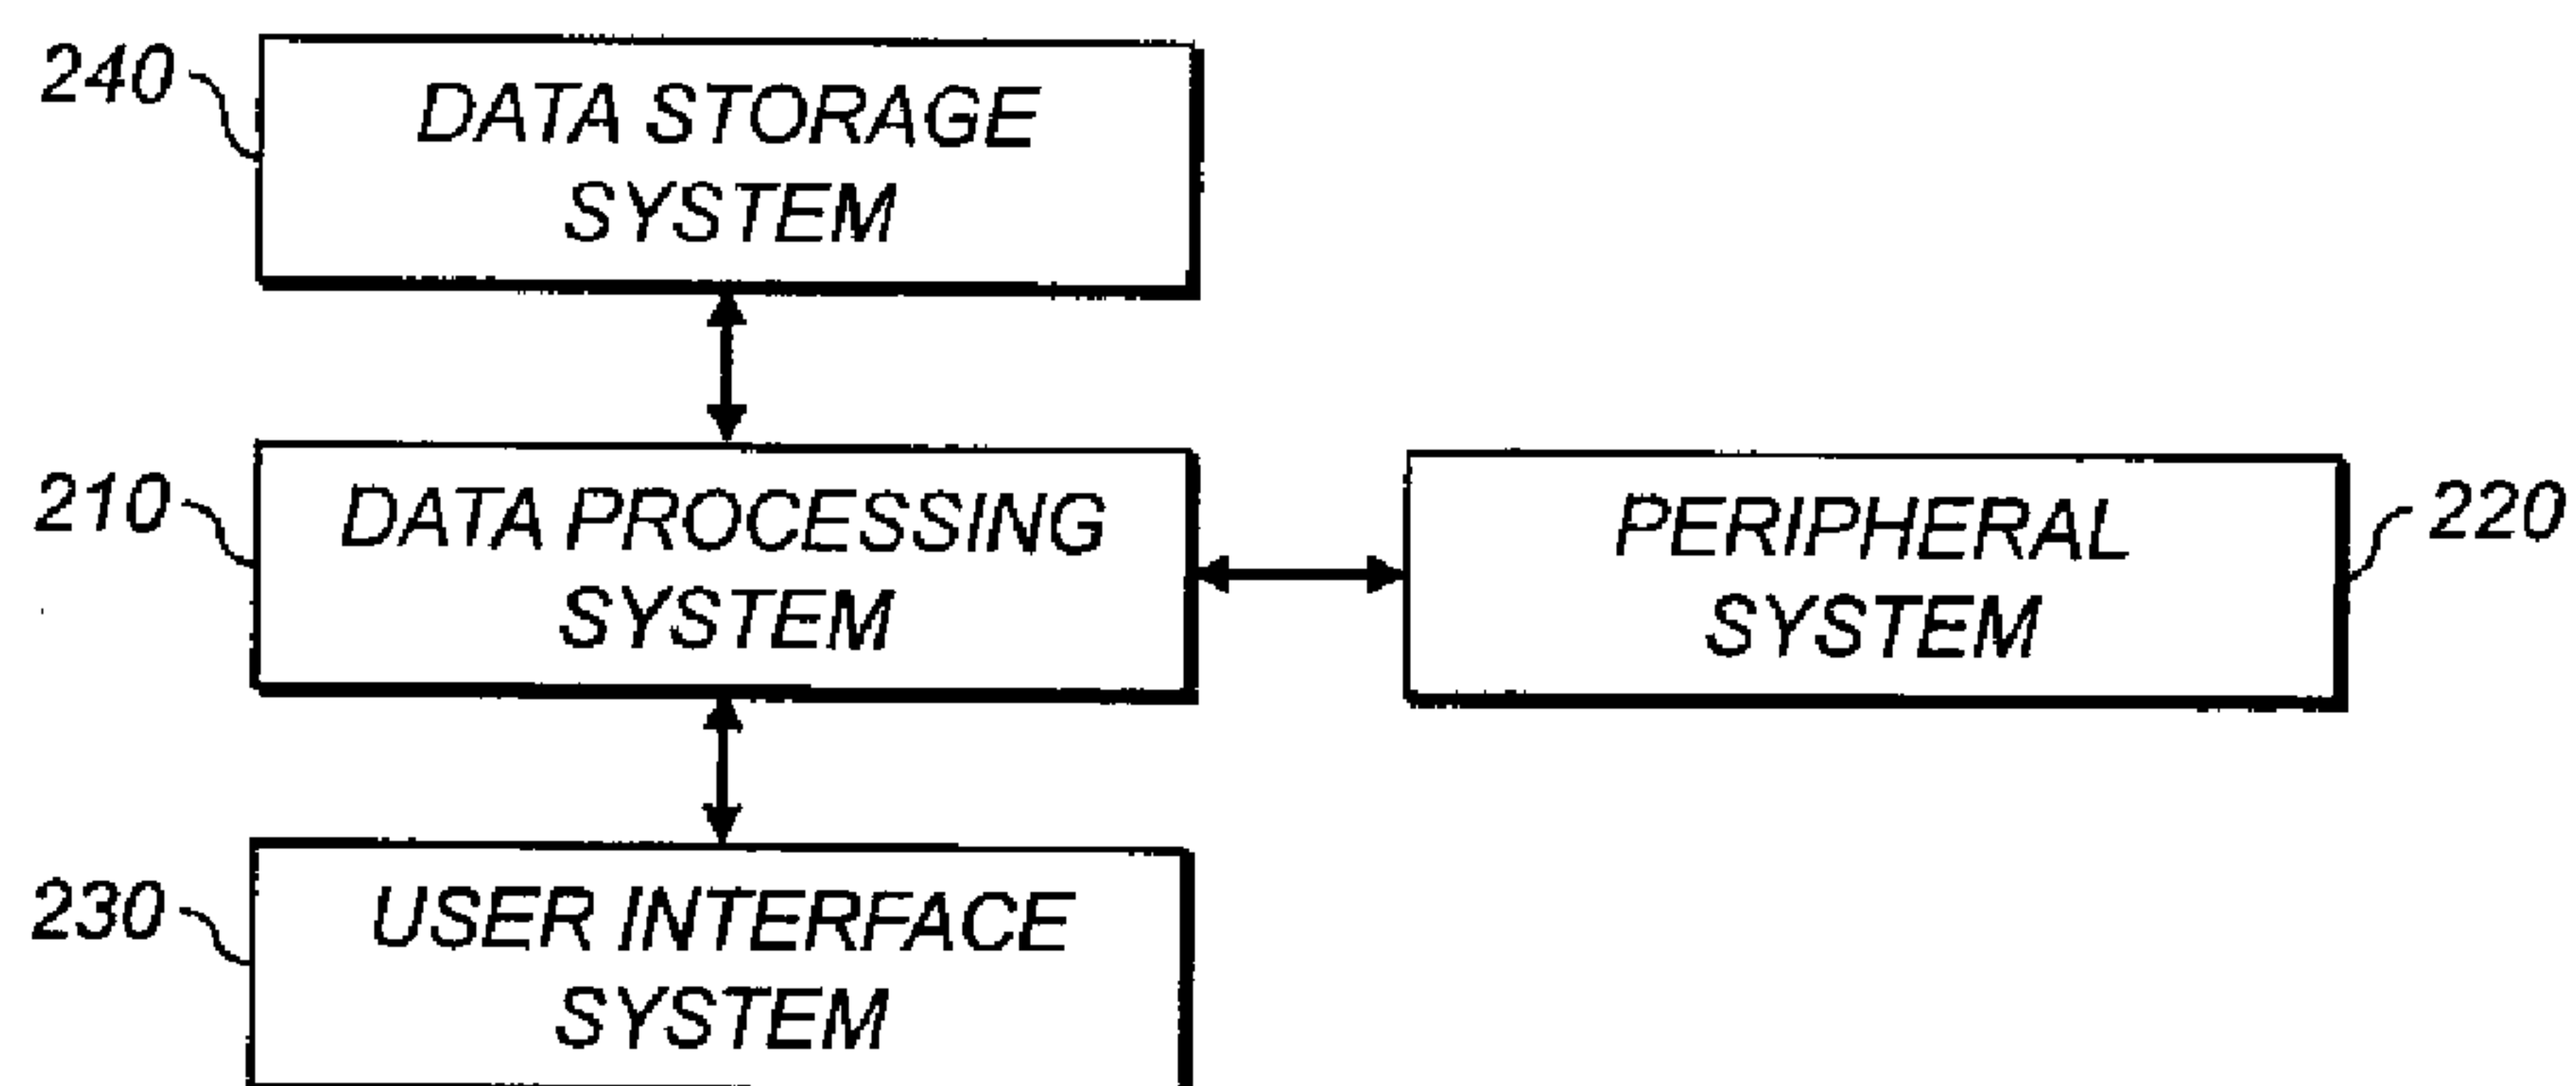 240
DATA STORAGE
SYSTEM
210
DATA PROCESSING
SYSTEM
PERIPHERAL
SYSTEM
220
230
USER INTERFACE
SYSTEM